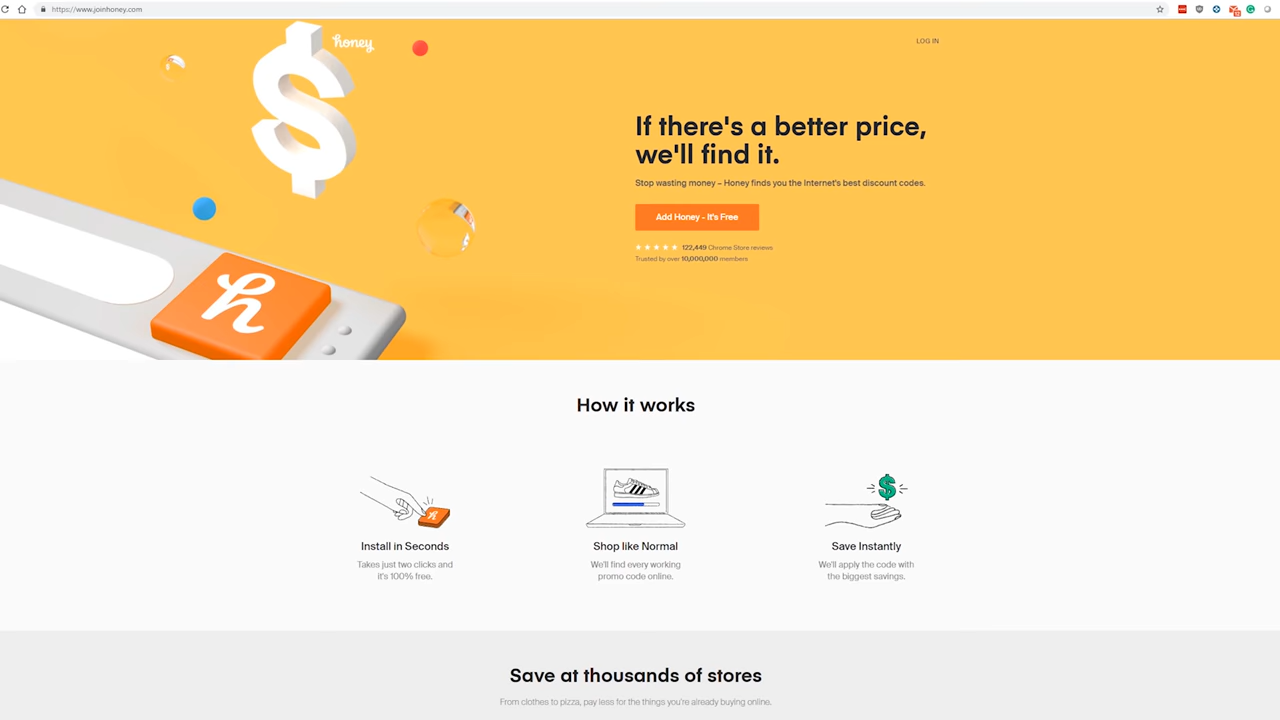 https://www.joinhoney.com
honey
LOG IN
If there's a better price,
we'll find it.
Stop wasting money – Honey finds you the Internet's best discount codes.
Add Honey - It's Free
122,449 Chrome Store reviews
Trusted by over 10,000,000 members
h
How it works
h
Install in Seconds
Takes just two clicks and
it's 100% free.
Shop like Normal
We'll find every working
promo code online.
Save Instantly
We'll apply the code with
the biggest savings.
Save at thousands of stores
From clothes to pizza, pay less for the things you're already buying online.